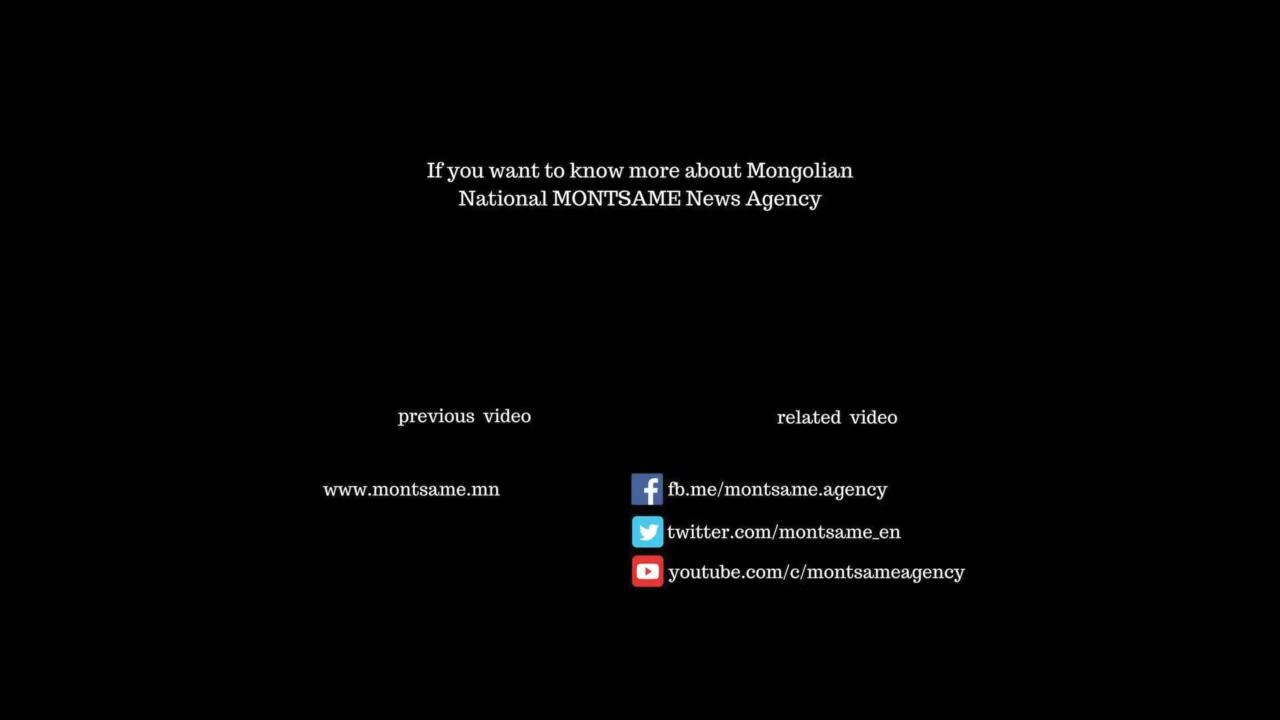 If you want to know more about Mongolian
National MONTSAME News Agency
previous video
related video
www.montsame.mn
fb.me/montsame.agency
twitter.com/montsame_en
youtube.com/c/montsameagency